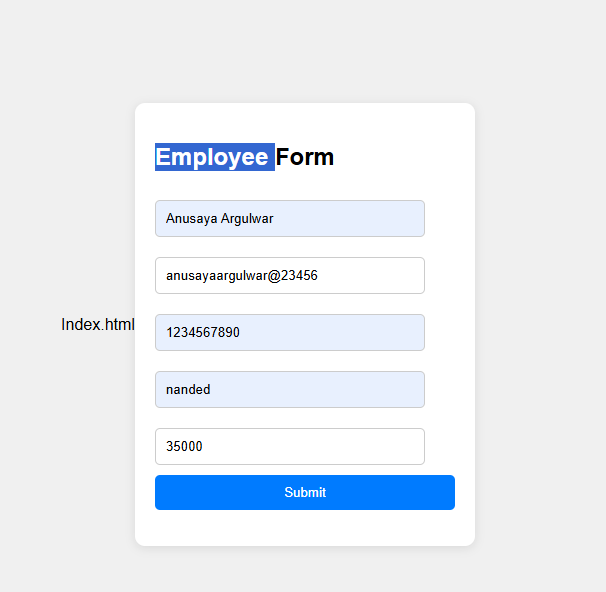 Employee Form
Anusaya Argulwar
anusayaargulwar@23456
Index.html
1234567890
nanded
35000
Submit